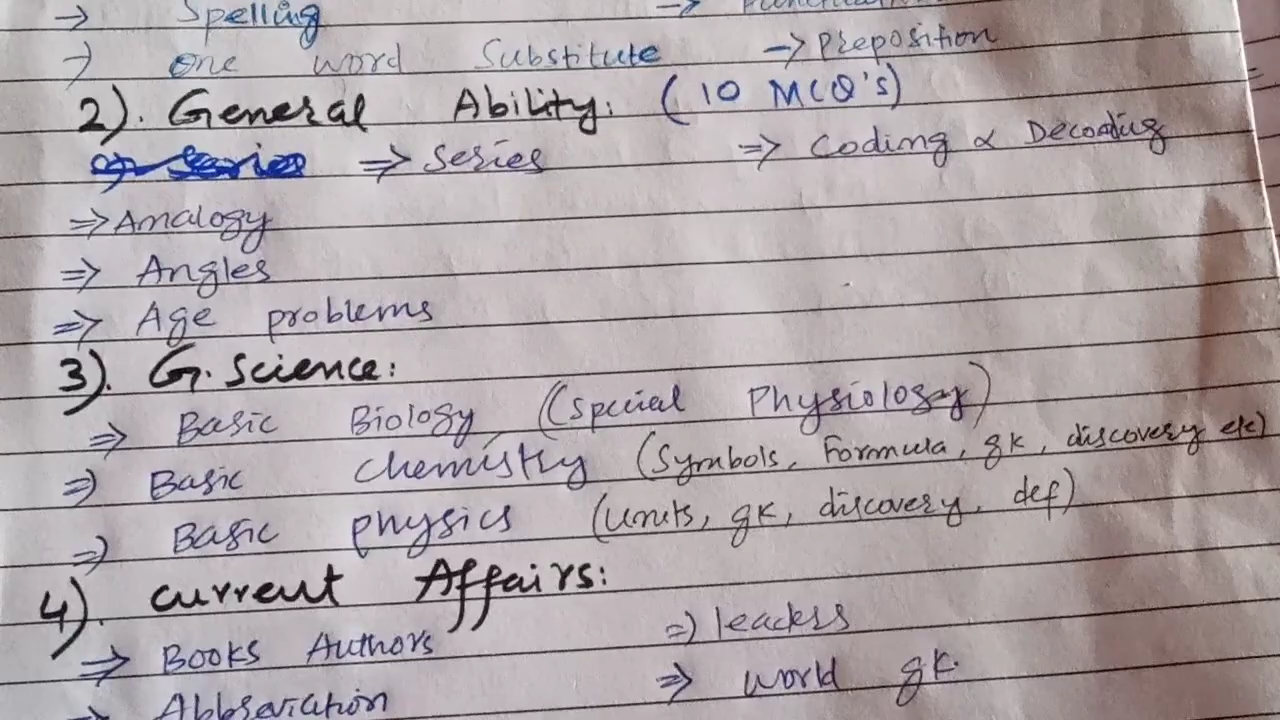 → Spelling →
→ one word Substitute → Preposition
2). General Ability: (10 MCQ's)
⇒ Series ⇒ Coding & Decoding
⇒ Analogy
⇒ Angles
⇒ Age problems
3). G. Science:
⇒ Basic Biology (special Physiology)
⇒ Basic chemistry (Symbols, Formula, gk, discovery etc)
⇒ Basic physics (units, gk, discovery, def)
4). current Affairs:
⇒ Books Authors ⇒
⇒ Abbreviation ⇒ world gk.